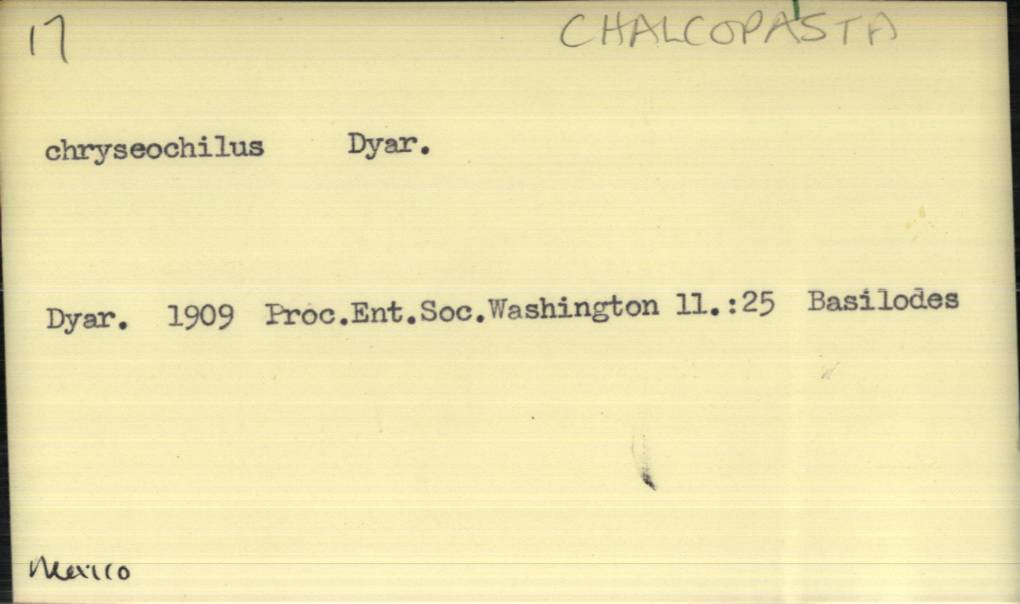 17 CHALCOPASTA
chryseochilus Dyar.
Dyar. 1909 Proc.Ent.Soc.Washington 11.:25 Basilodes
Mexico